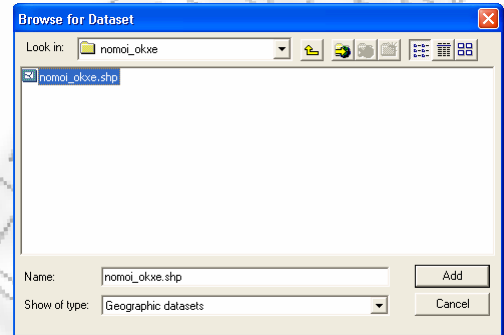 Browse for Dataset
Look in: nomoi_okxe
nomoi_okxe.shp
Name: nomoi_okxe.shp Add
Show of type: Geographic datasets Cancel